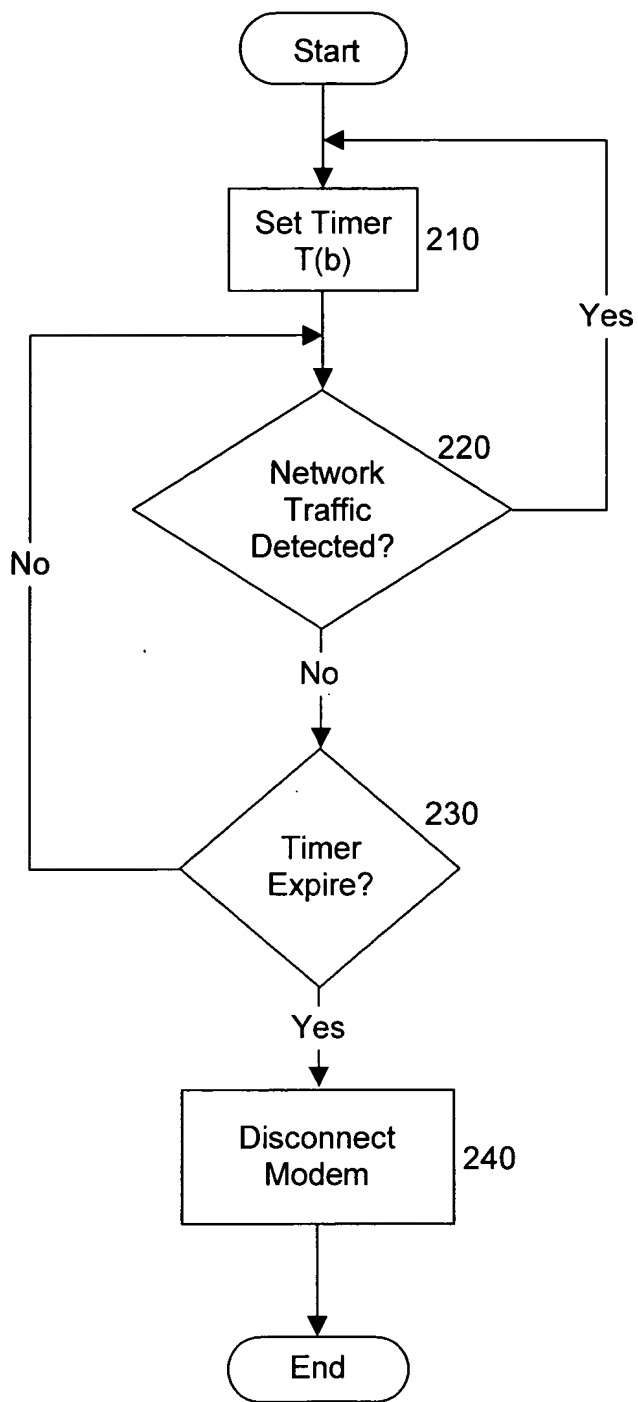 Start
Set Timer
T(b)
210
Yes
220
Network
Traffic
Detected?
No
No
230
Timer
Expire?
Yes
Disconnect
Modem
240
End